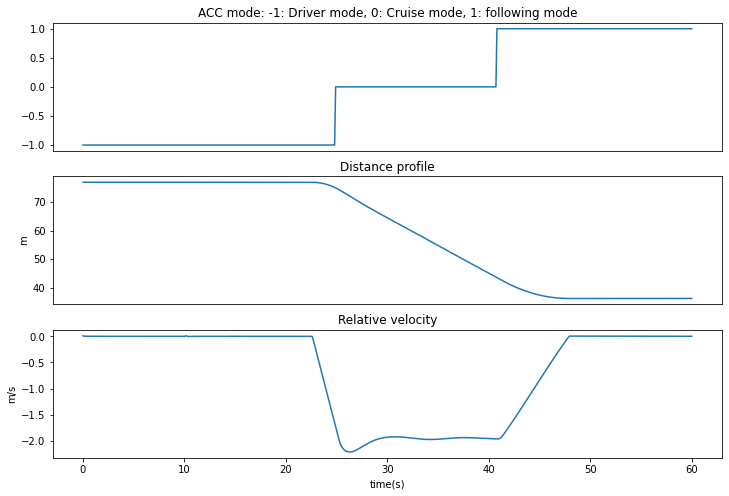 ACC mode: -1: Driver mode, 0: Cruise mode, 1: following mode
1.0
0.5
0.0
-0.5
-1.0
Distance profile
70
60
50
40
m
Relative velocity
0.0
-0.5
-1.0
-1.5
-2.0
m/s
0 10 20 30 40 50 60
time(s)